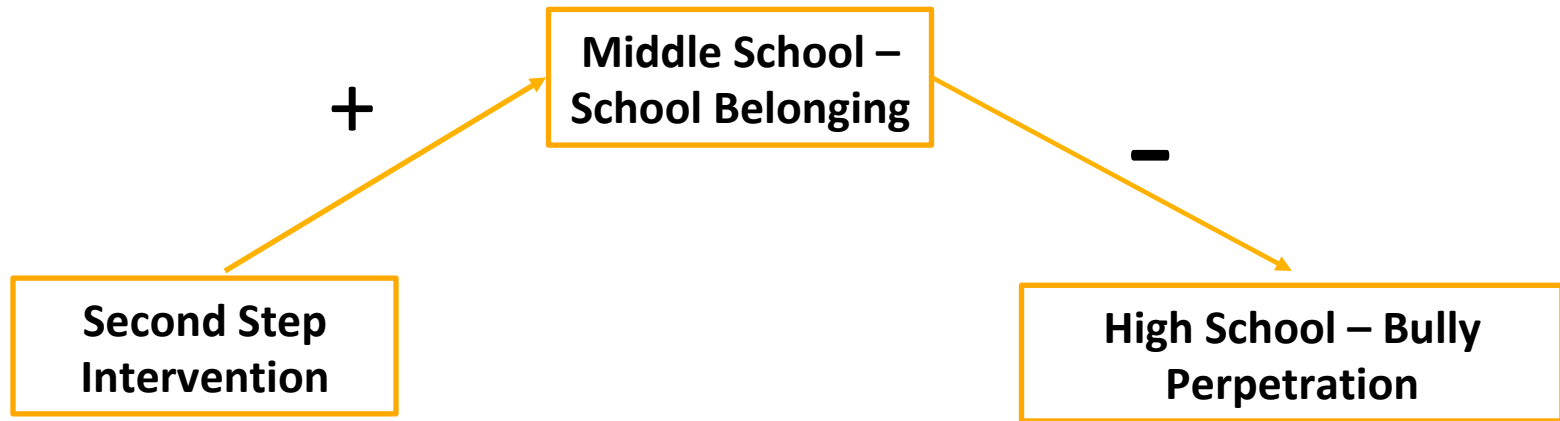 Middle School –
School Belonging
+
–
Second Step
Intervention
High School – Bully
Perpetration